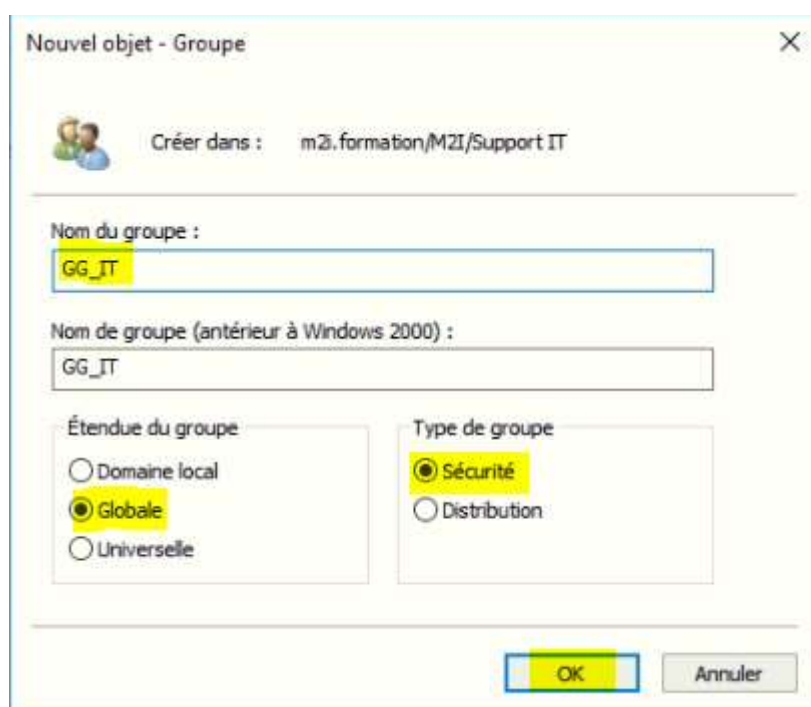 Nouvel objet - Groupe
Créer dans : m2i.formation/M2I/Support IT
Nom du groupe :
GG_IT
Nom de groupe (antérieur à Windows 2000) :
GG_IT
Étendue du groupe
Domaine local
Globale
Universelle
Type de groupe
Sécurité
Distribution
OK
Annuler